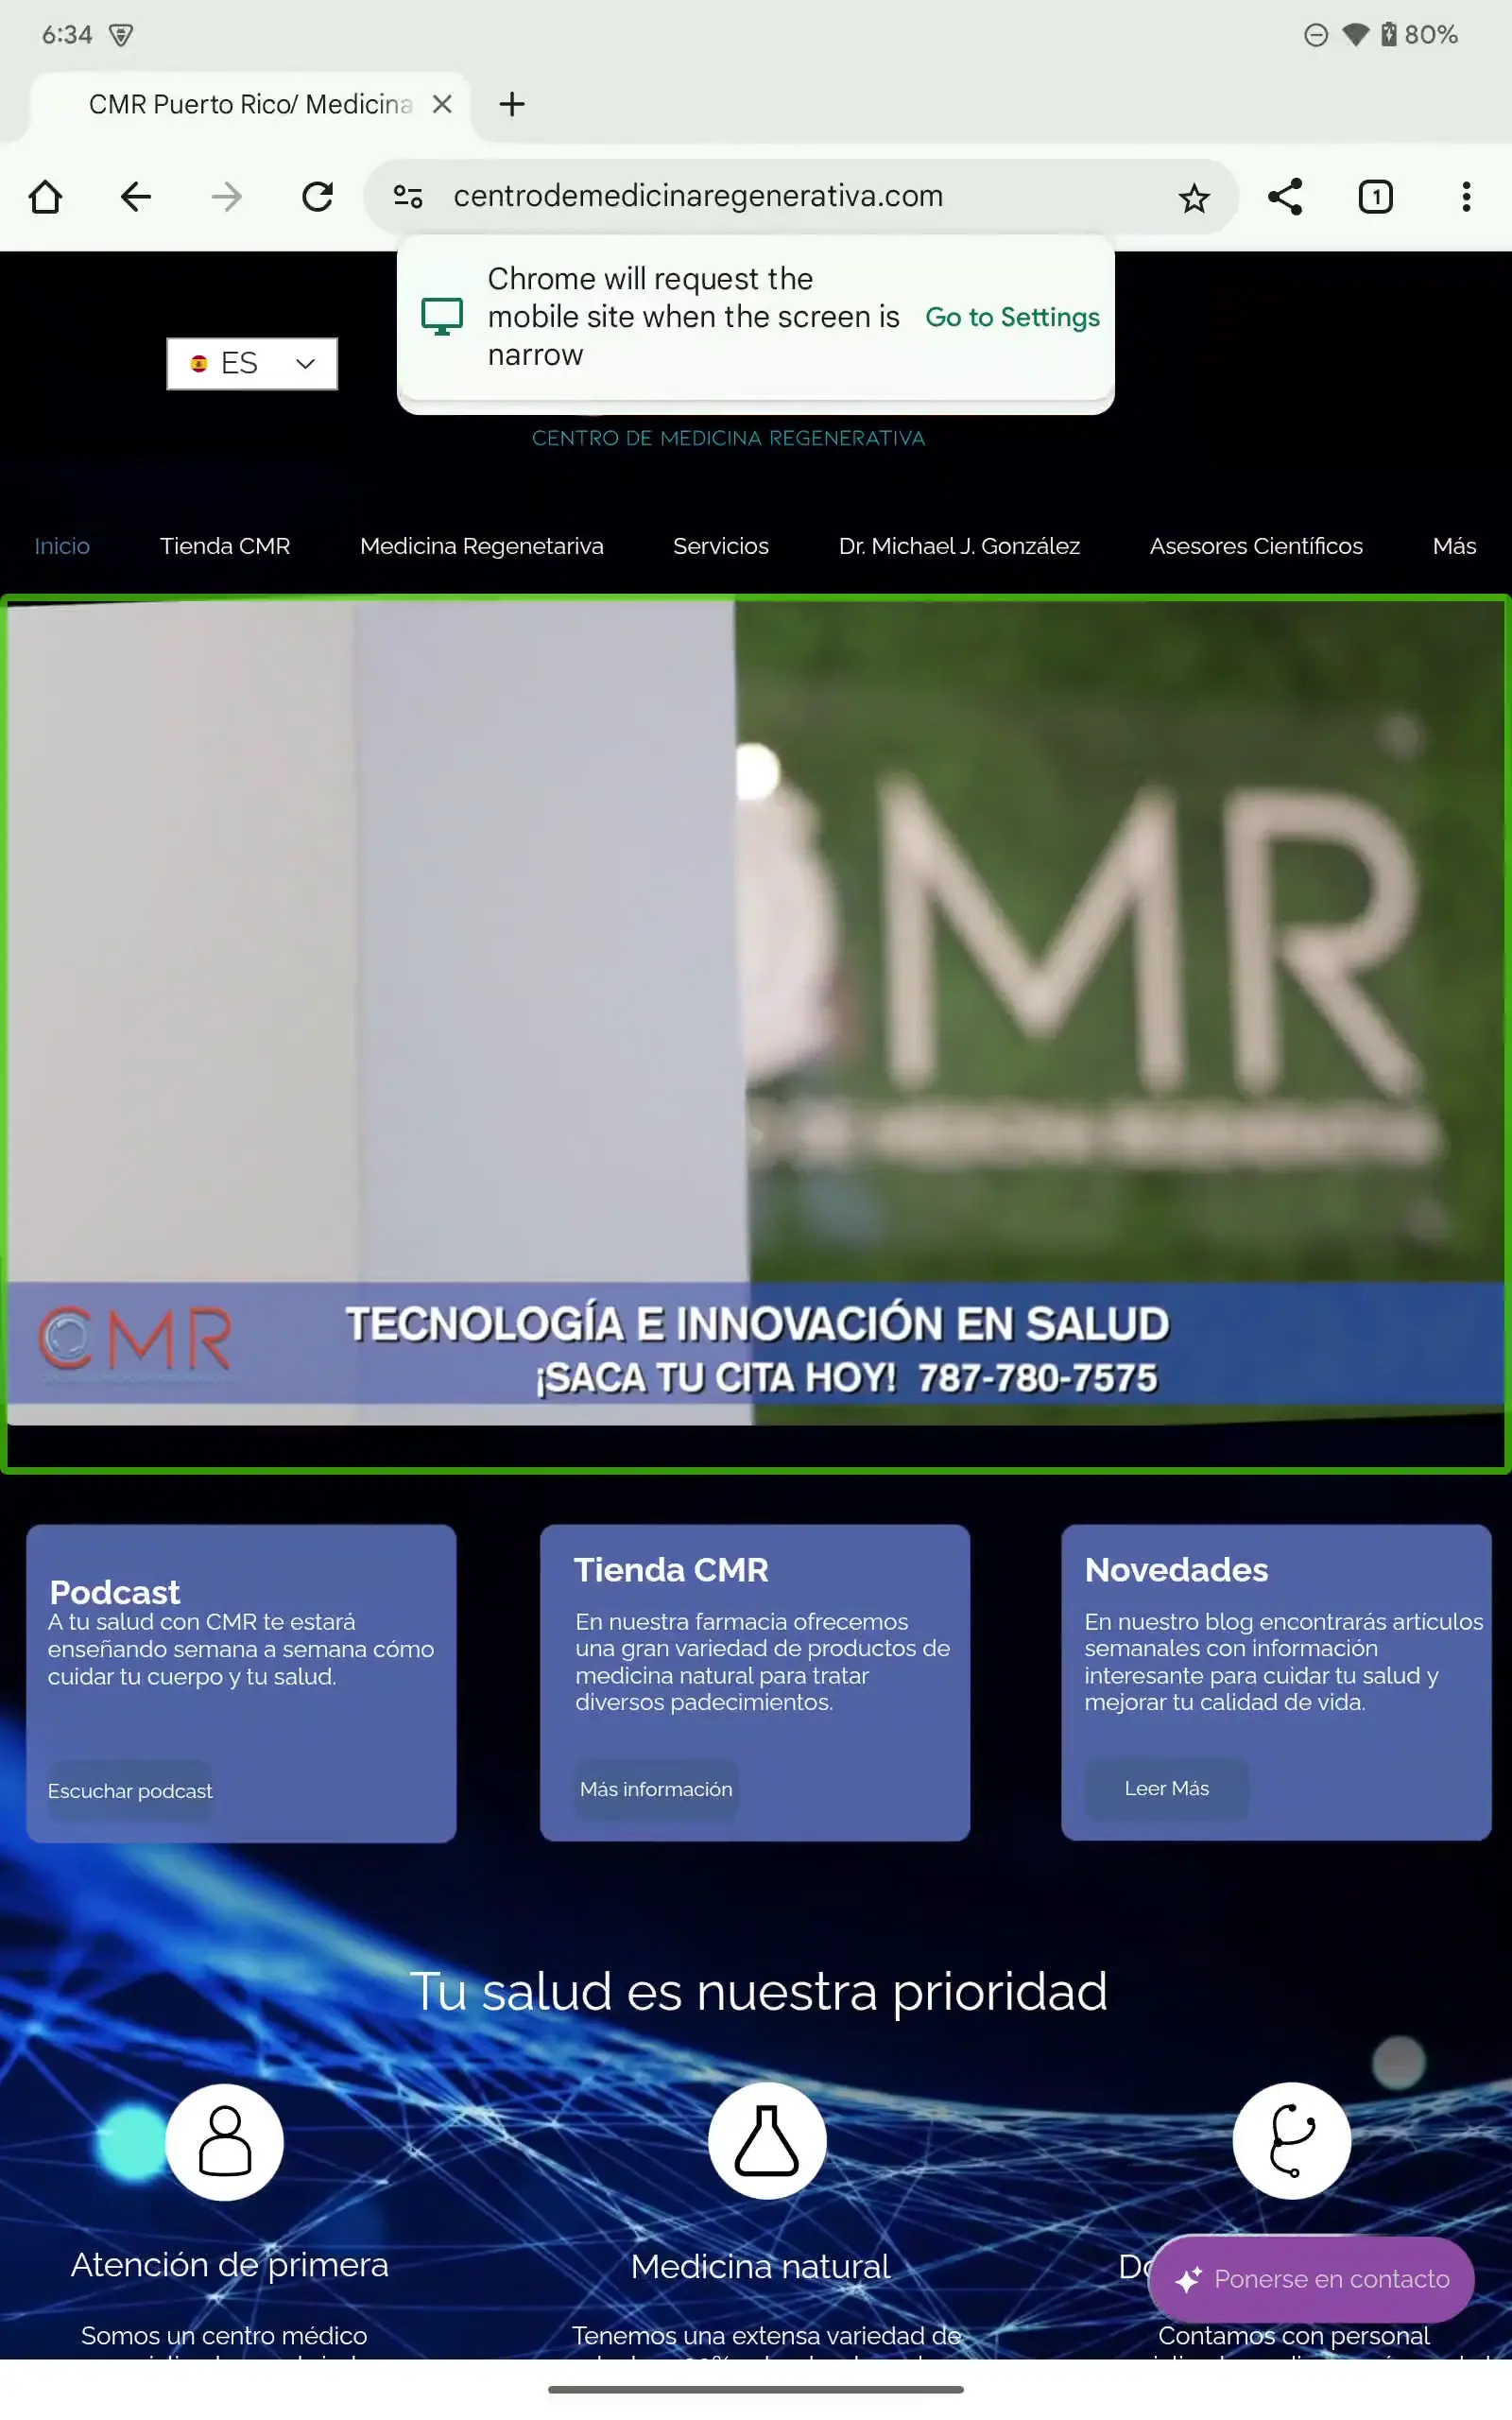 6:34
80%
CMR Puerto Rico/ Medicina
centrodemedicinaregenerativa.com
1
Chrome will request the
mobile site when the screen is
narrow
Go to Settings
ES
CENTRO DE MEDICINA REGENERATIVA
Inicio
Tienda CMR
Medicina Regenetariva
Servicios
Dr. Michael J. González
Asesores Científicos
Más
MR
CMR
TECNOLOGÍA E INNOVACIÓN EN SALUD
¡SACA TU CITA HOY! 787-780-7575
Podcast
A tu salud con CMR te estará
enseñando semana a semana cómo
cuidar tu cuerpo y tu salud.
Escuchar podcast
Tienda CMR
En nuestra farmacia ofrecemos
una gran variedad de productos de
medicina natural para tratar
diversos padecimientos.
Más información
Novedades
En nuestro blog encontrarás artículos
semanales con información
interesante para cuidar tu salud y
mejorar tu calidad de vida.
Leer Más
Tu salud es nuestra prioridad
Atención de primera
Somos un centro médico
Medicina natural
Tenemos una extensa variedad de
Contamos con personal
Ponerse en contacto